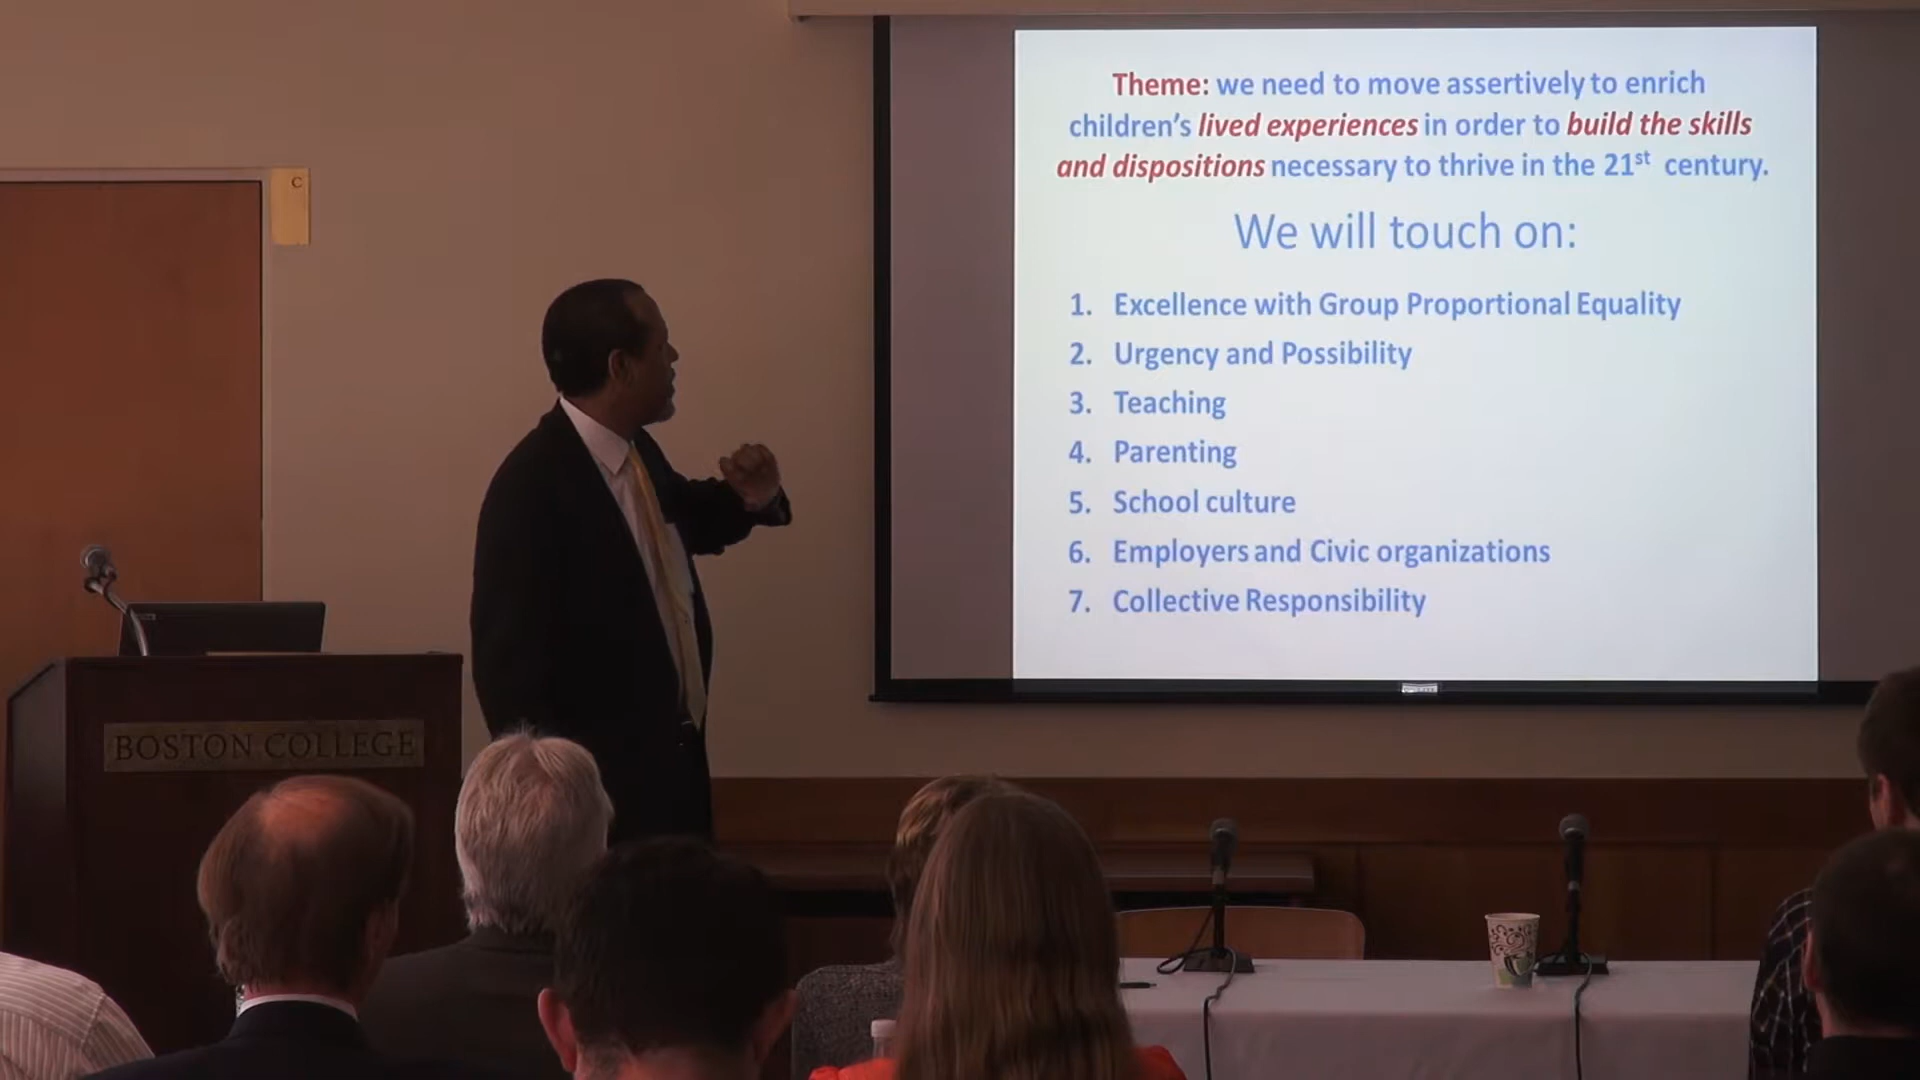 Theme: we need to move assertively to enrich
children's lived experiences in order to build the skills
and dispositions necessary to thrive in the 21st century.
We will touch on:
1. Excellence with Group Proportional Equality
2. Urgency and Possibility
3. Teaching
4. Parenting
5. School culture
6. Employers and Civic organizations
7. Collective Responsibility
C
BOSTON COLLEGE